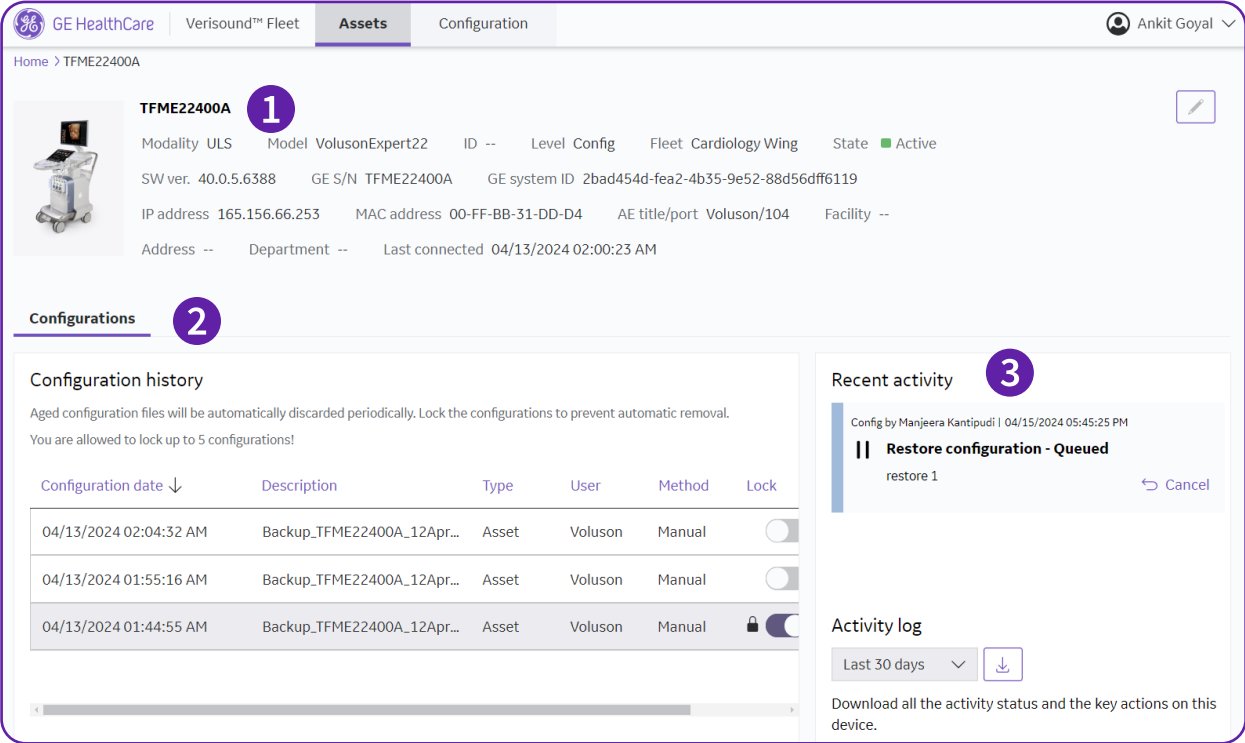 GE HealthCare Verisound™ Fleet Assets Configuration Ankit Goyal
Home > TFME22400A
TFME22400A 1
Modality ULS Model VolusonExpert22 ID -- Level Config Fleet Cardiology Wing State Active
SW ver. 40.0.5.6388 GE S/N TFME22400A GE system ID 2bad454d-fea2-4b35-9e52-88d56dff6119
IP address 165.156.66.253 MAC address 00-FF-BB-31-DD-D4 AE title/port Voluson/104 Facility --
Address -- Department -- Last connected 04/13/2024 02:00:23 AM
Configurations 2
Configuration history
Aged configuration files will be automatically discarded periodically. Lock the configurations to prevent automatic removal.
You are allowed to lock up to 5 configurations!
Configuration date Description Type User Method Lock
04/13/2024 02:04:32 AM Backup_TFME22400A_12Apr... Asset Voluson Manual
04/13/2024 01:55:16 AM Backup_TFME22400A_12Apr... Asset Voluson Manual
04/13/2024 01:44:55 AM Backup_TFME22400A_12Apr... Asset Voluson Manual
Recent activity 3
Config by Manjeera Kantipudi | 04/15/2024 05:45:25 PM
Restore configuration - Queued
restore 1
Cancel
Activity log
Last 30 days
Download all the activity status and the key actions on this
device.